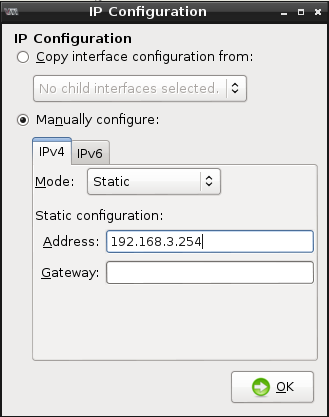 IP Configuration
IP Configuration
Copy interface configuration from:
No child interfaces selected.
Manually configure:
IPv4 IPv6
Mode: Static
Static configuration:
Address: 192.168.3.254
Gateway:
OK